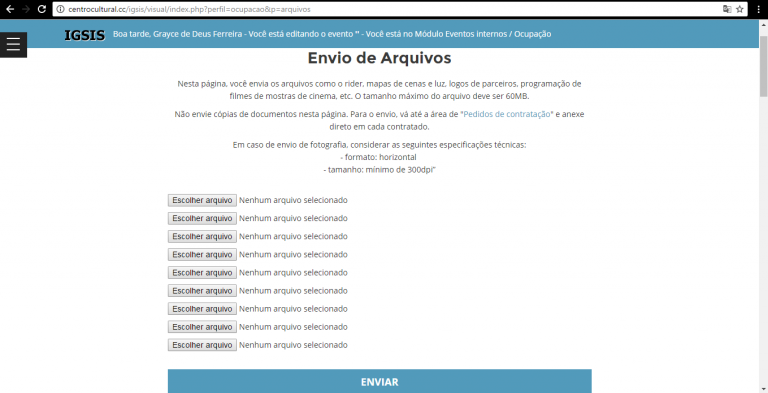 centrocultural.cc/igsis/visual/index.php?perfil=ocupacao&p=arquivos
IGSIS Boa tarde, Grayce de Deus Ferreira - Você está editando o evento " - Você está no Módulo Eventos internos / Ocupação
Envio de Arquivos
Nesta página, você envia os arquivos como o rider, mapas de cenas e luz, logos de parceiros, programação de
filmes de mostras de cinema, etc. O tamanho máximo do arquivo deve ser 60MB.
Não envie cópias de documentos nesta página. Para o envio, vá até a área de "Pedidos de contratação" e anexe
direto em cada contratado.
Em caso de envio de fotografia, considerar as seguintes especificações técnicas:
- formato: horizontal
- tamanho: mínimo de 300dpi"
Escolher arquivo Nenhum arquivo selecionado
Escolher arquivo Nenhum arquivo selecionado
Escolher arquivo Nenhum arquivo selecionado
Escolher arquivo Nenhum arquivo selecionado
Escolher arquivo Nenhum arquivo selecionado
Escolher arquivo Nenhum arquivo selecionado
Escolher arquivo Nenhum arquivo selecionado
Escolher arquivo Nenhum arquivo selecionado
Escolher arquivo Nenhum arquivo selecionado
ENVIAR